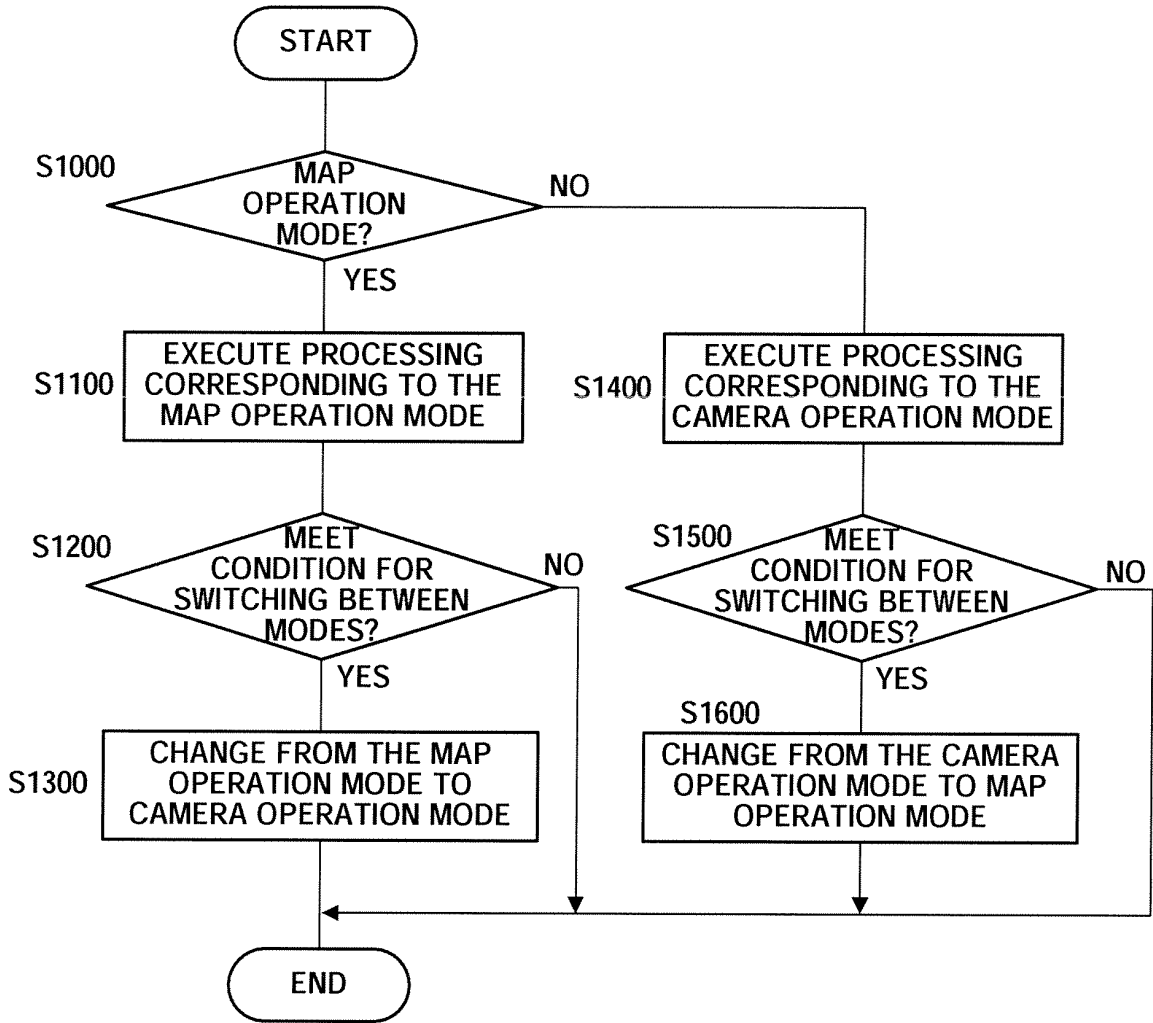 START
S1000
MAP
OPERATION
MODE?
NO
YES
S1100
EXECUTE PROCESSING
CORRESPONDING TO THE
MAP OPERATION MODE
S1400
EXECUTE PROCESSING
CORRESPONDING TO THE
CAMERA OPERATION MODE
S1200
MEET
CONDITION FOR
SWITCHING BETWEEN
MODES?
NO
YES
S1500
MEET
CONDITION FOR
SWITCHING BETWEEN
MODES?
NO
YES
S1300
CHANGE FROM THE MAP
OPERATION MODE TO
CAMERA OPERATION MODE
S1600
CHANGE FROM THE CAMERA
OPERATION MODE TO MAP
OPERATION MODE
END